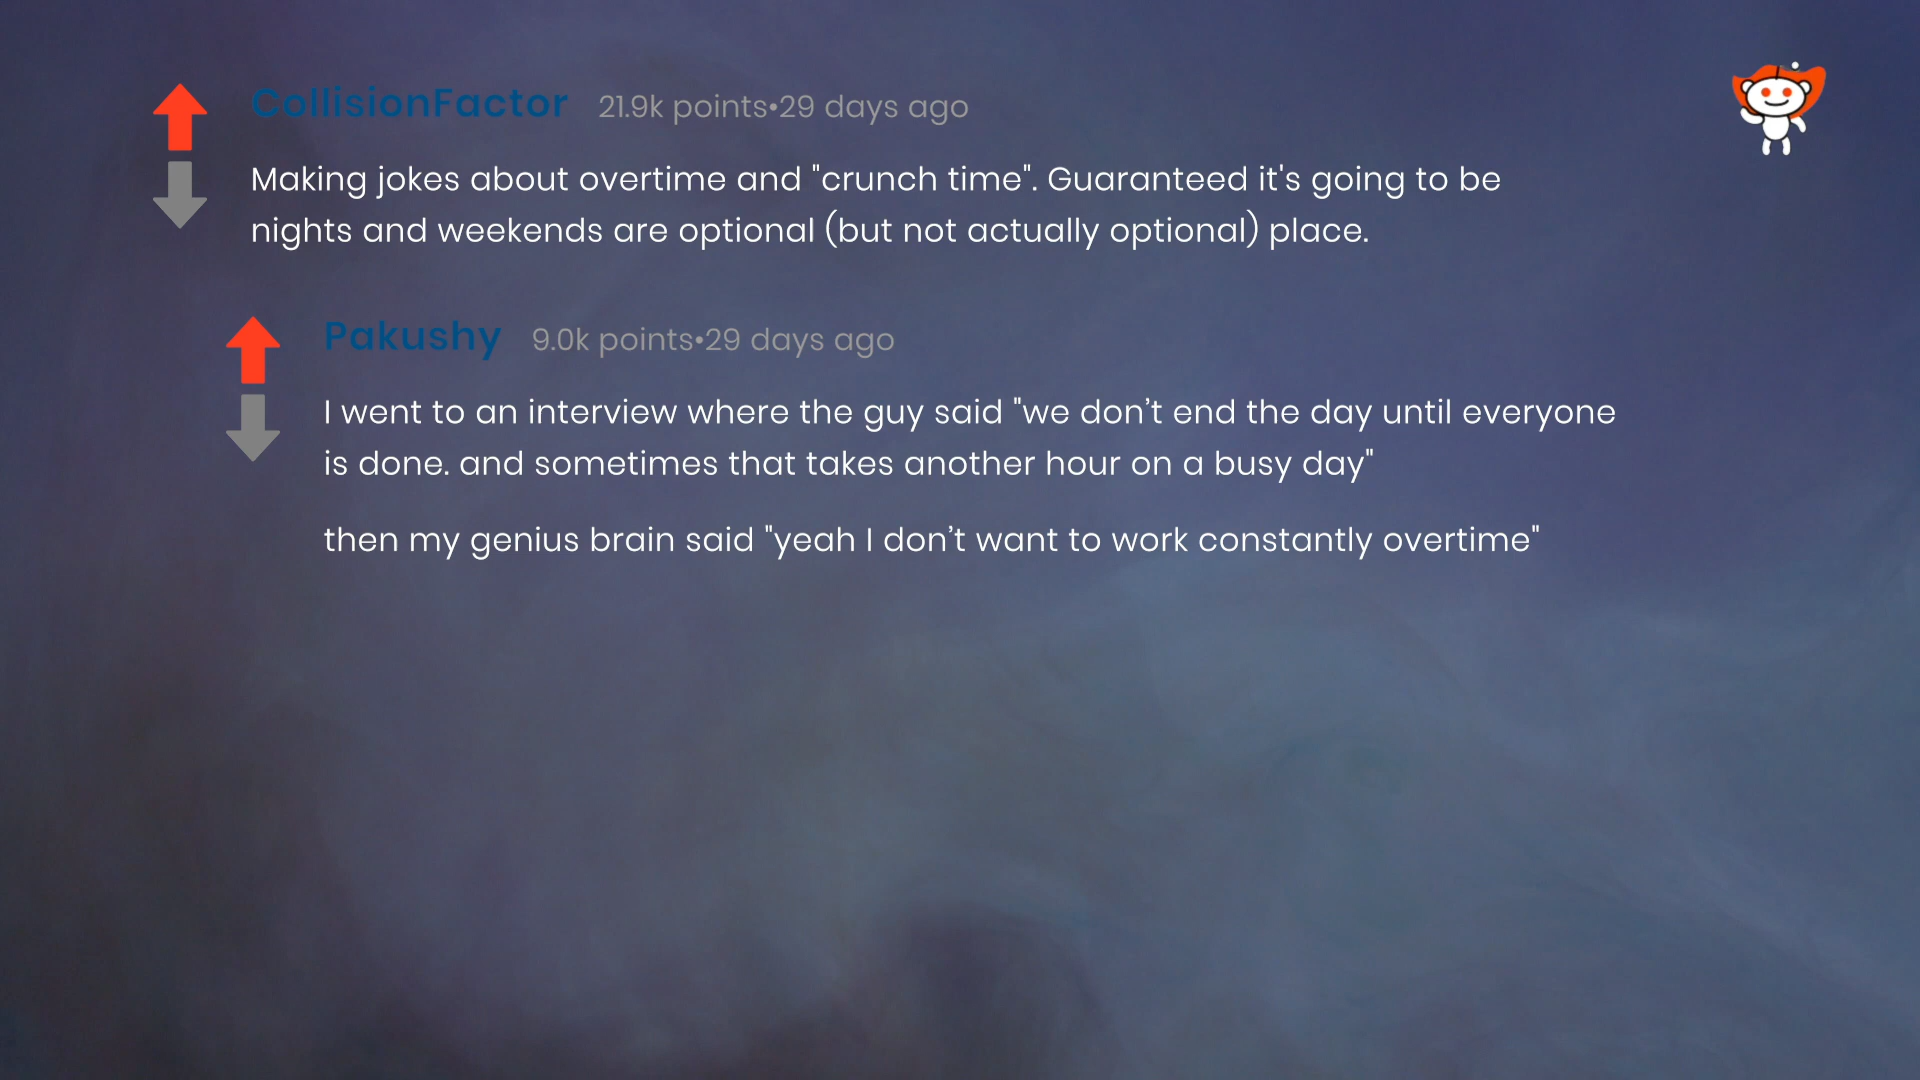 CollisionFactor 21.9k points•29 days ago
Making jokes about overtime and "crunch time". Guaranteed it's going to be
nights and weekends are optional (but not actually optional) place.
Pakushy 9.0k points•29 days ago
I went to an interview where the guy said "we don’t end the day until everyone
is done. and sometimes that takes another hour on a busy day"
then my genius brain said "yeah I don’t want to work constantly overtime"